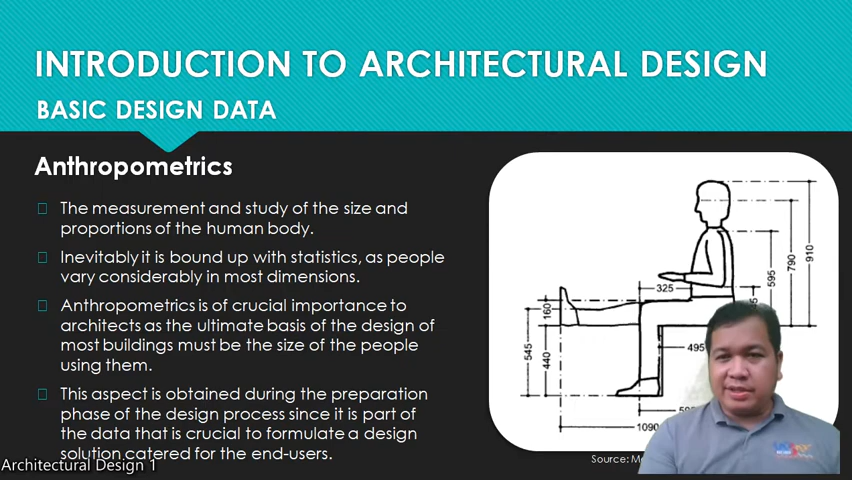 INTRODUCTION TO ARCHITECTURAL DESIGN
BASIC DESIGN DATA
Anthropometrics
The measurement and study of the size and
proportions of the human body.
Inevitably it is bound up with statistics, as people
vary considerably in most dimensions.
Anthropometrics is of crucial importance to
architects as the ultimate basis of the design of
most buildings must be the size of the people
using them.
This aspect is obtained during the preparation
phase of the design process since it is part of
the data that is crucial to formulate a design
solution catered for the end-users.
325
160
545
440
495
595
790
910
1090
Source:
Architectural Design 1